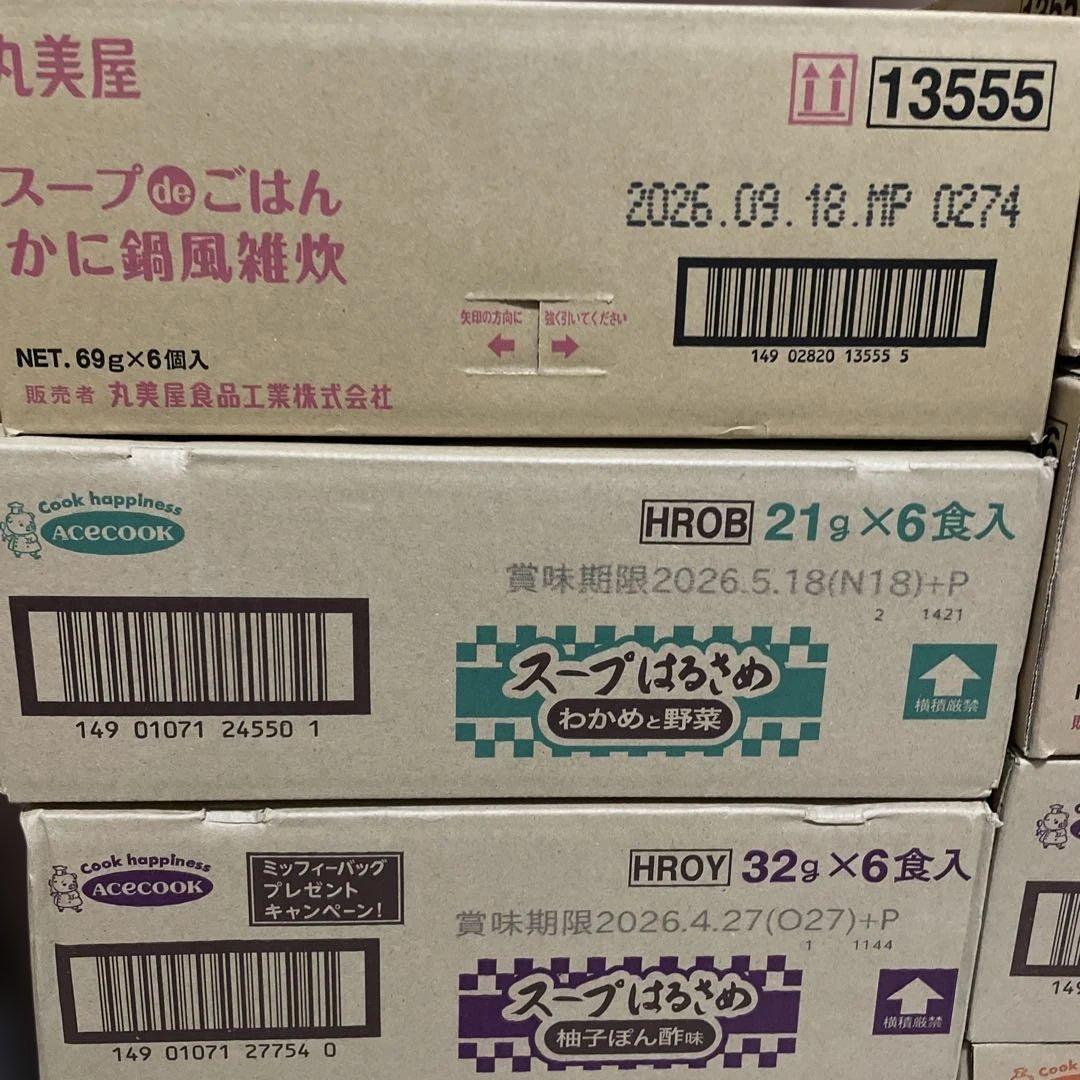 丸美屋
13555
スープdeごはん
かに鍋風雑炊
2026.09.18.MP 0274
矢印の方向に 強く引いてください
149 02820 13555 5
NET.69g×6個入
販売者 丸美屋食品工業株式会社
Cook happiness
ACECOOK
HROB 21g×6食入
賞味期限2026.5.18(N18)+P
2 1421
スープはるさめ
わかめと野菜
横積厳禁
149 01071 24550 1
Cook happiness
ACECOOK
ミッフィーバッグ
プレゼント
キャンペーン!
HROY 32g×6食入
賞味期限2026.4.27(O27)+P
1 1144
スープはるさめ
柚子ぽん酢味
横積厳禁
149 01071 27754 0
149
Cook